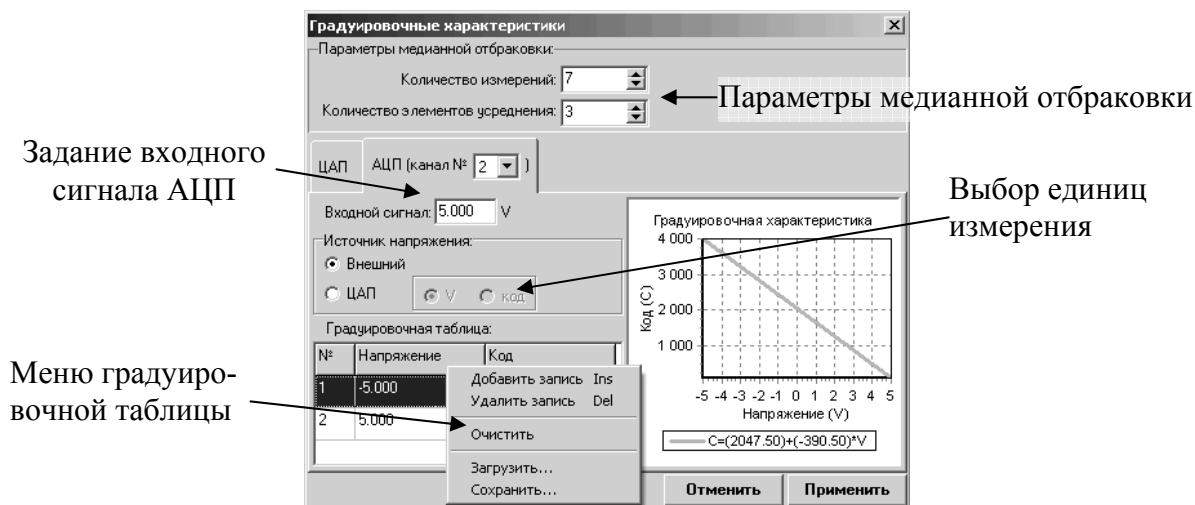 Градуировочные характеристики
Параметры медианной отбраковки:
Количество измерений: 7
Количество элементов усреднения: 3
Параметры медианной отбраковки
Задание входного
сигнала АЦП
ЦАП АЦП (канал № 2 )
Выбор единиц
измерения
Входной сигнал: 5.000 V
Источник напряжения:
Внешний
ЦАП V код
Градуировочная таблица:
№ Напряжение Код
1 -5.000
2 5.000
Меню градуиро-
вочной таблицы
Добавить запись Ins
Удалить запись Del
Очистить
Загрузить...
Сохранить...
Градуировочная характеристика
4 000
3 000
2 000
1 000
Код (С)
-5 -4 -3 -2 -1 0 1 2 3 4 5
Напряжение (V)
C=(2047.50)+(-390.50)*V
Отменить Применить